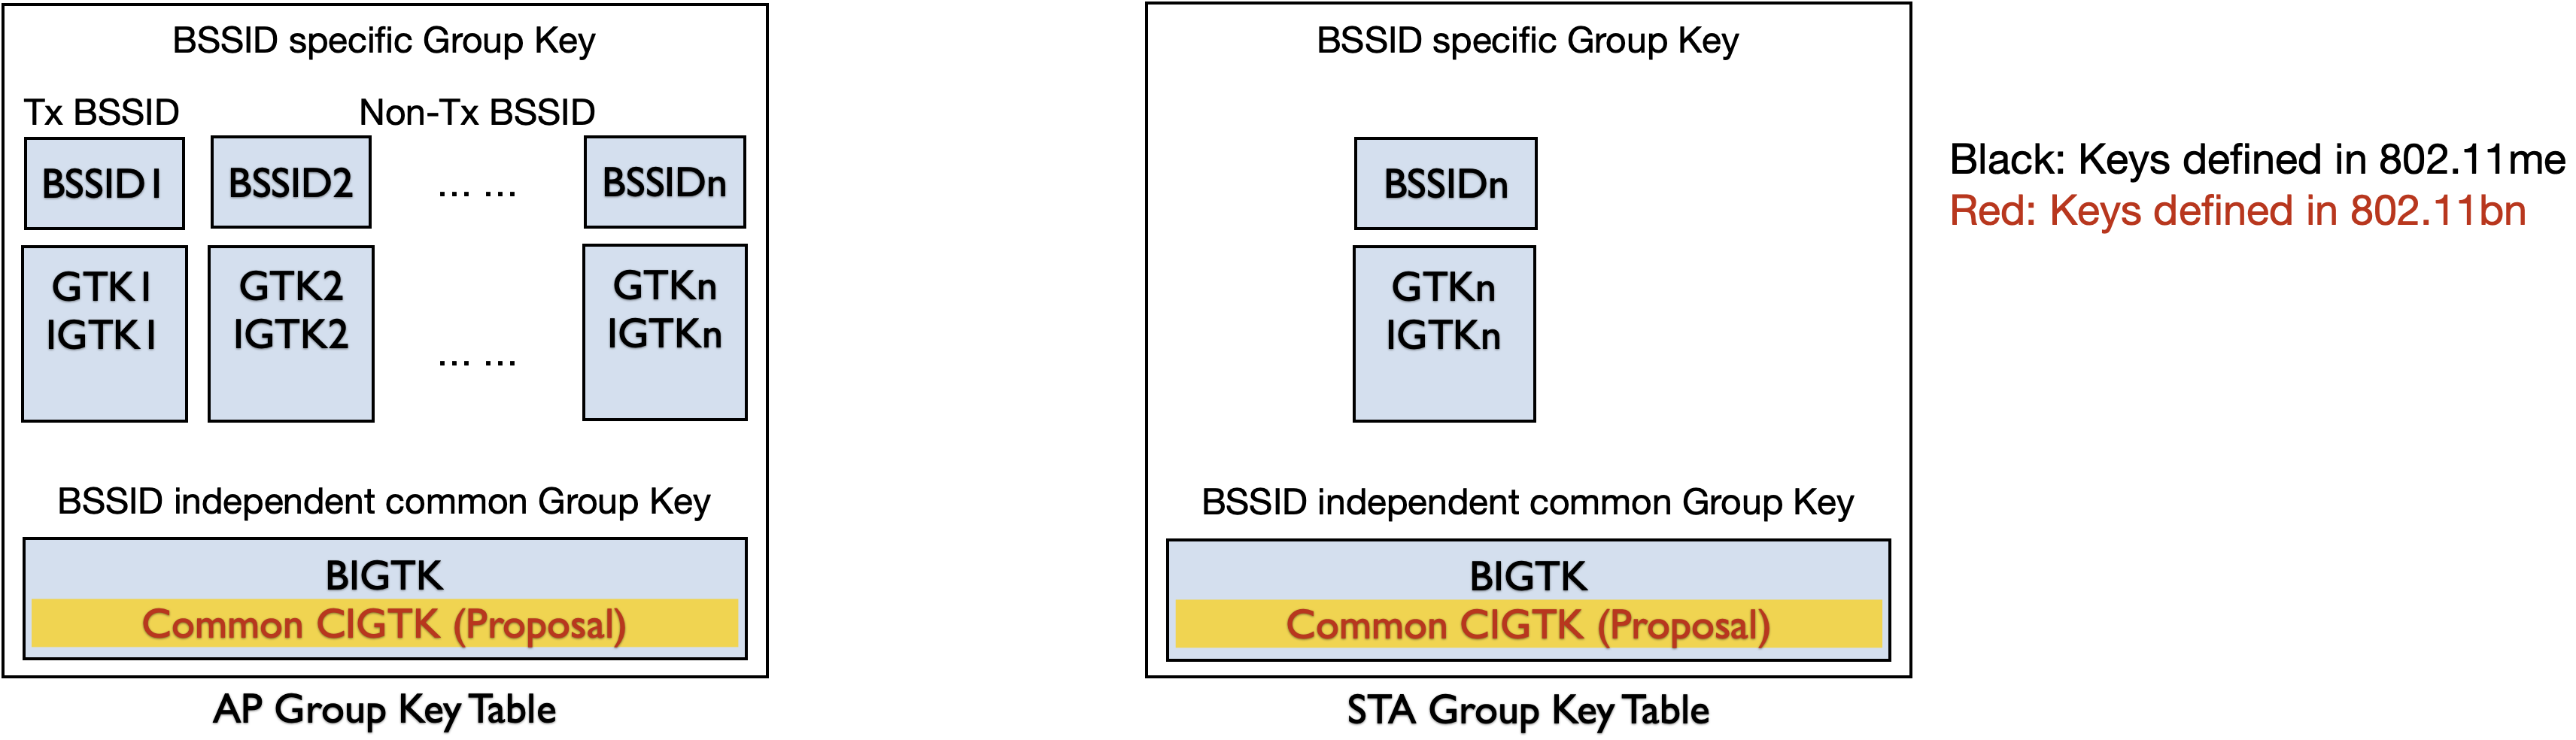 BSSID specific Group Key
Tx BSSID
Non-Tx BSSID
BSSID1
BSSID2
... ...
BSSIDn
GTK1
IGTK1
GTK2
IGTK2
... ...
GTKn
IGTKn
BSSID independent common Group Key
BIGTK
Common CIGTK (Proposal)
AP Group Key Table
BSSID specific Group Key
BSSIDn
GTKn
IGTKn
BSSID independent common Group Key
BIGTK
Common CIGTK (Proposal)
STA Group Key Table
Black: Keys defined in 802.11me
Red: Keys defined in 802.11bn